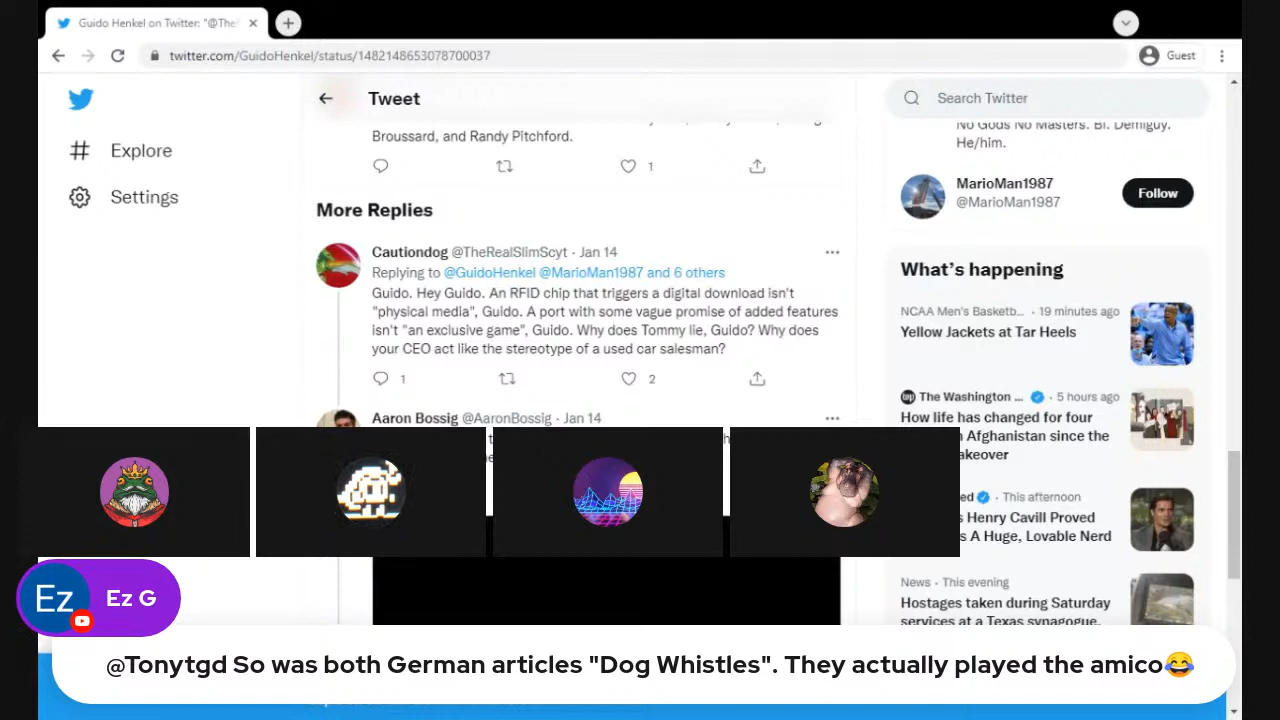 Guido Henkel on Twitter: "@The
twitter.com/GuidoHenkel/status/1482148653078700037
Guest
Explore
Settings
Tweet
Broussard, and Randy Pitchford.
1
More Replies
Cautiondog @TheRealSlimScyt · Jan 14
Replying to @GuidoHenkel @MarioMan1987 and 6 others
Guido. Hey Guido. An RFID chip that triggers a digital download isn't
"physical media", Guido. A port with some vague promise of added features
isn't "an exclusive game", Guido. Why does Tommy lie, Guido? Why does
your CEO act like the stereotype of a used car salesman?
1 2
Aaron Bossig @AaronBossig · Jan 14
Search Twitter
No Gods No Masters. Bi. Demiguy.
He/him.
MarioMan1987
@MarioMan1987
Follow
What's happening
NCAA Men's Basketb... · 19 minutes ago
Yellow Jackets at Tar Heels
The Washington ... · 5 hours ago
How life has changed for four
Afghanistan since the
· This afternoon
Henry Cavill Proved
A Huge, Lovable Nerd
News · This evening
Hostages taken during Saturday
services at a Texas synagogue,
Ez
Ez G
@Tonytgd So was both German articles "Dog Whistles". They actually played the amico😂